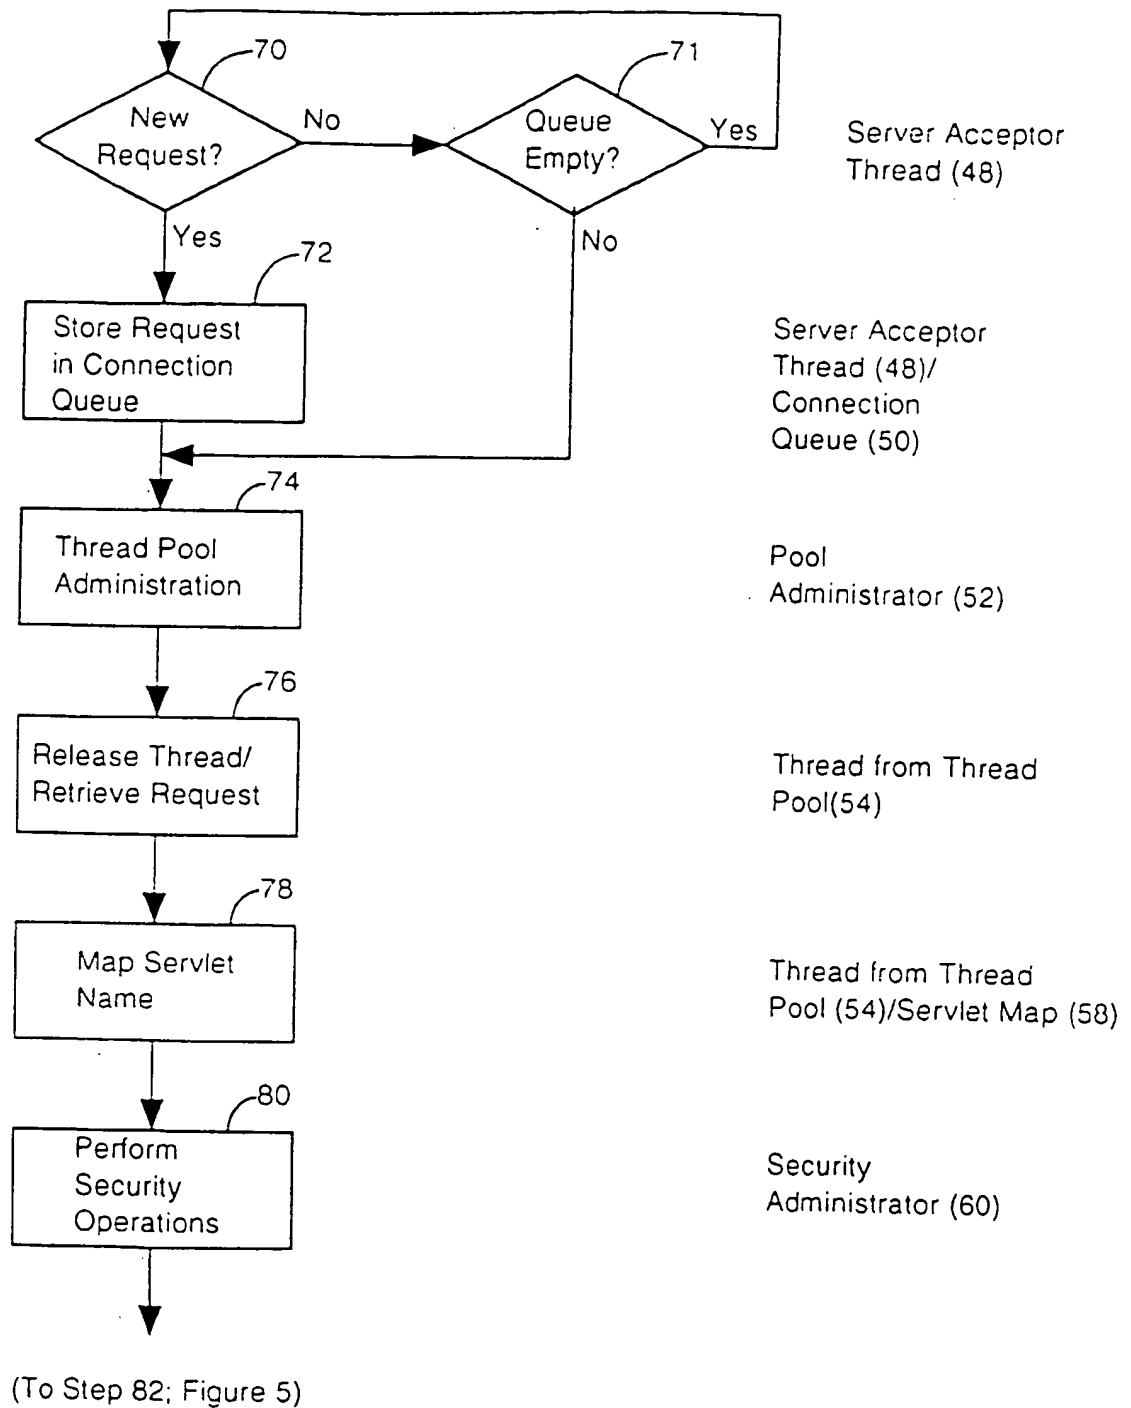 70
71
New
Request?
No
Queue
Empty?
Yes
Server Acceptor
Thread (48)
Yes
No
72
Store Request
in Connection
Queue
Server Acceptor
Thread (48)/
Connection
Queue (50)
74
Thread Pool
Administration
Pool
Administrator (52)
76
Release Thread/
Retrieve Request
Thread from Thread
Pool(54)
78
Map Servlet
Name
Thread from Thread
Pool (54)/Servlet Map (58)
80
Perform
Security
Operations
Security
Administrator (60)
(To Step 82; Figure 5)